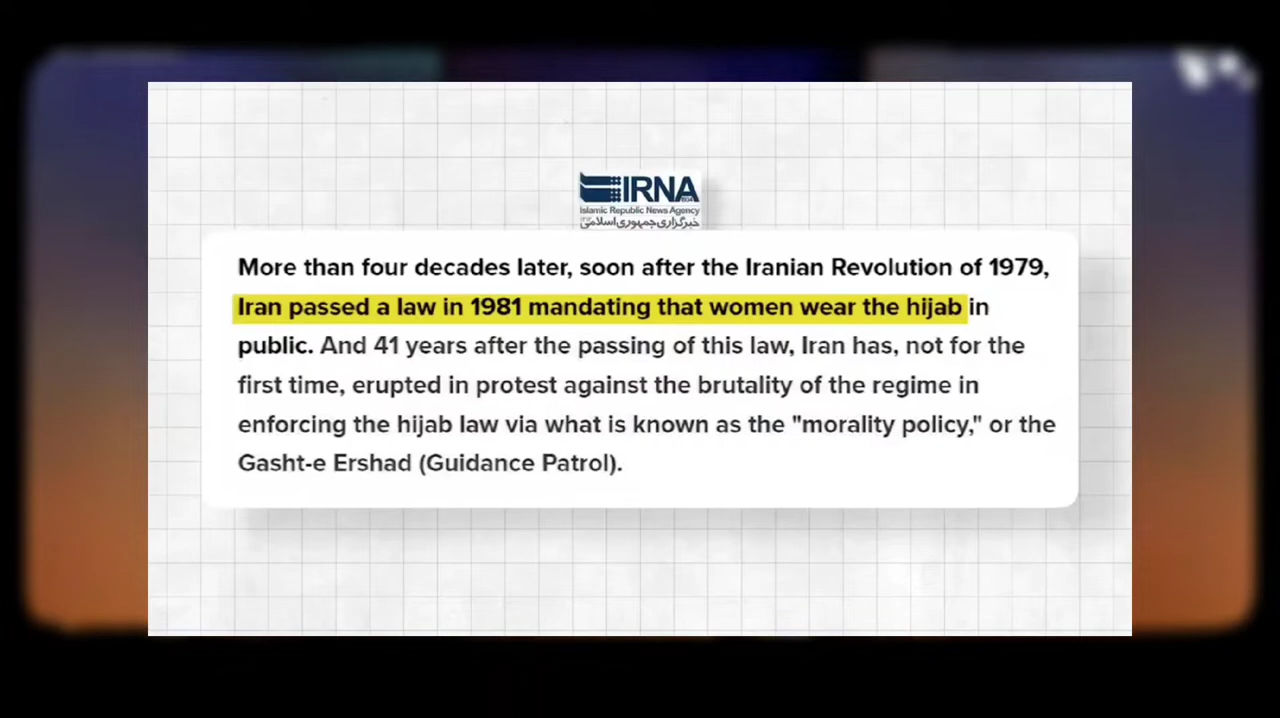 IRNA
Islamic Republic News Agency
خبرگزاری جمهوری اسلامی
More than four decades later, soon after the Iranian Revolution of 1979,
Iran passed a law in 1981 mandating that women wear the hijab in
public. And 41 years after the passing of this law, Iran has, not for the
first time, erupted in protest against the brutality of the regime in
enforcing the hijab law via what is known as the "morality policy," or the
Gasht-e Ershad (Guidance Patrol).